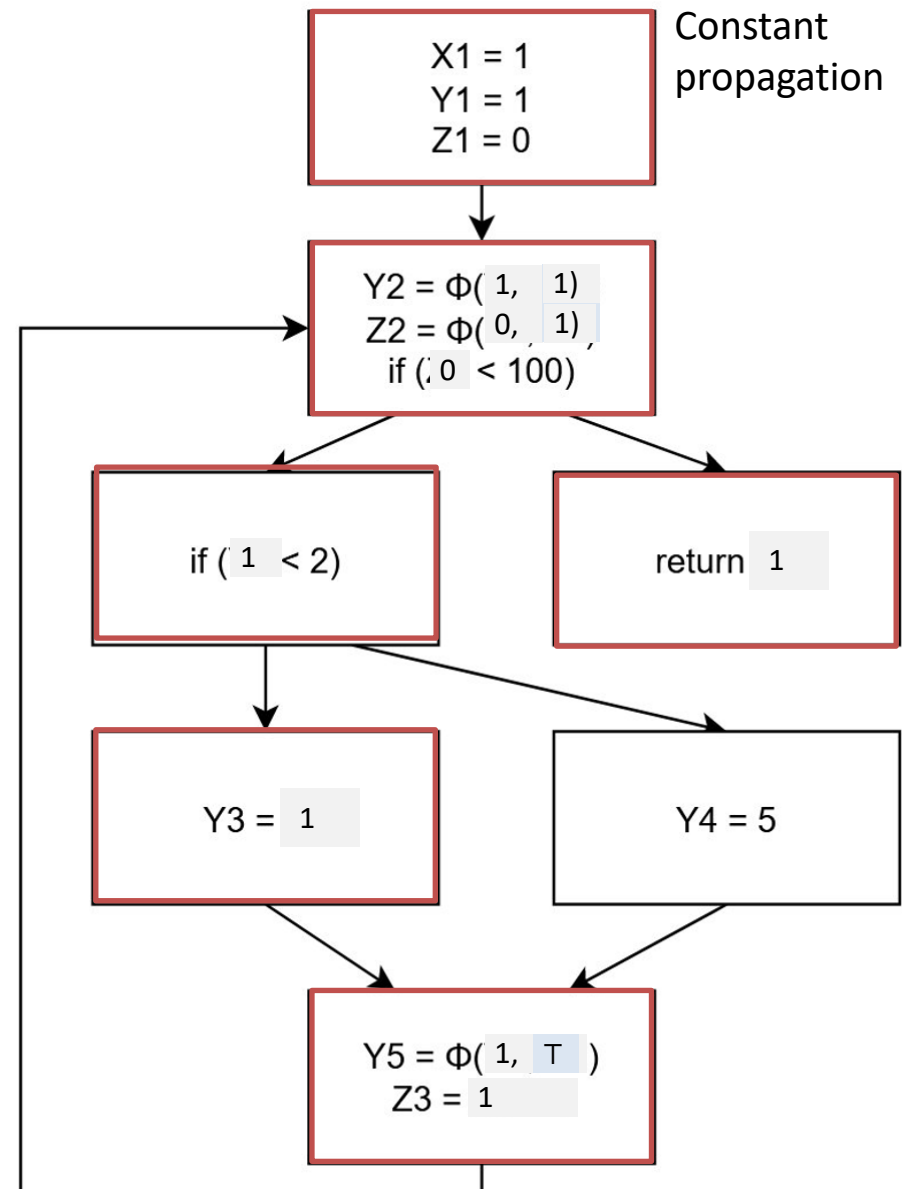 Constant
propagation
X1 = 1
Y1 = 1
Z1 = 0
Y2 = Φ( 1, 1)
Z2 = Φ( 0, 1)
if ( 0 < 100)
if ( 1 < 2)
return 1
Y3 = 1
Y4 = 5
Y5 = Φ( 1, ⊤ )
Z3 = 1